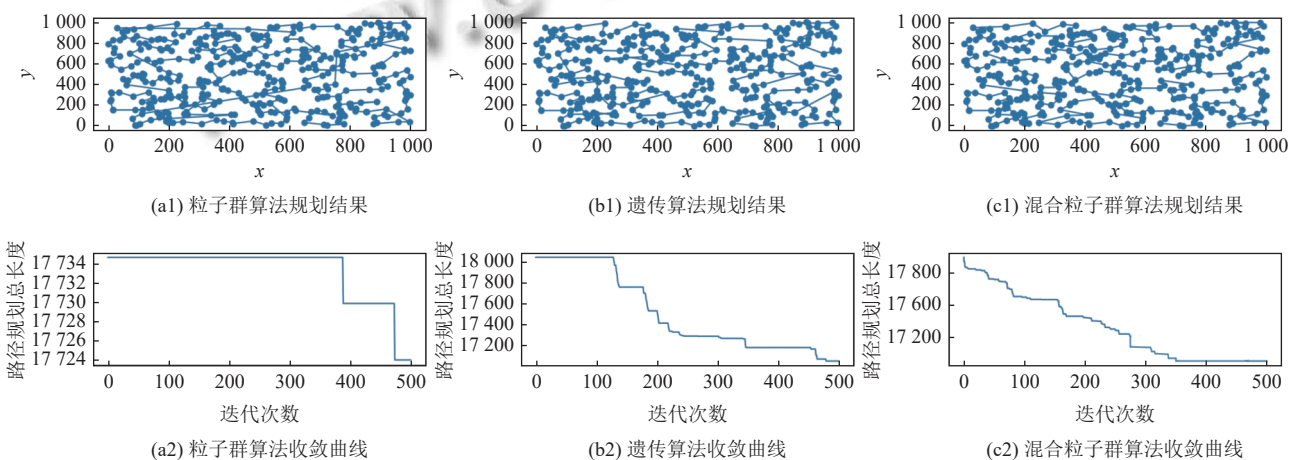 1 000
800
600
400
200
0
y
0 200 400 600 800 1 000
x
(a1) 粒子群算法规划结果
1 000
800
600
400
200
0
y
0 200 400 600 800 1 000
x
(b1) 遗传算法规划结果
1 000
800
600
400
200
0
y
0 200 400 600 800 1 000
x
(c1) 混合粒子群算法规划结果
路径规划总长度
17 734
17 732
17 730
17 728
17 726
17 724
0 100 200 300 400 500
迭代次数
(a2) 粒子群算法收敛曲线
路径规划总长度
18 000
17 800
17 600
17 400
17 200
0 100 200 300 400 500
迭代次数
(b2) 遗传算法收敛曲线
路径规划总长度
17 800
17 600
17 200
0 100 200 300 400 500
迭代次数
(c2) 混合粒子群算法收敛曲线